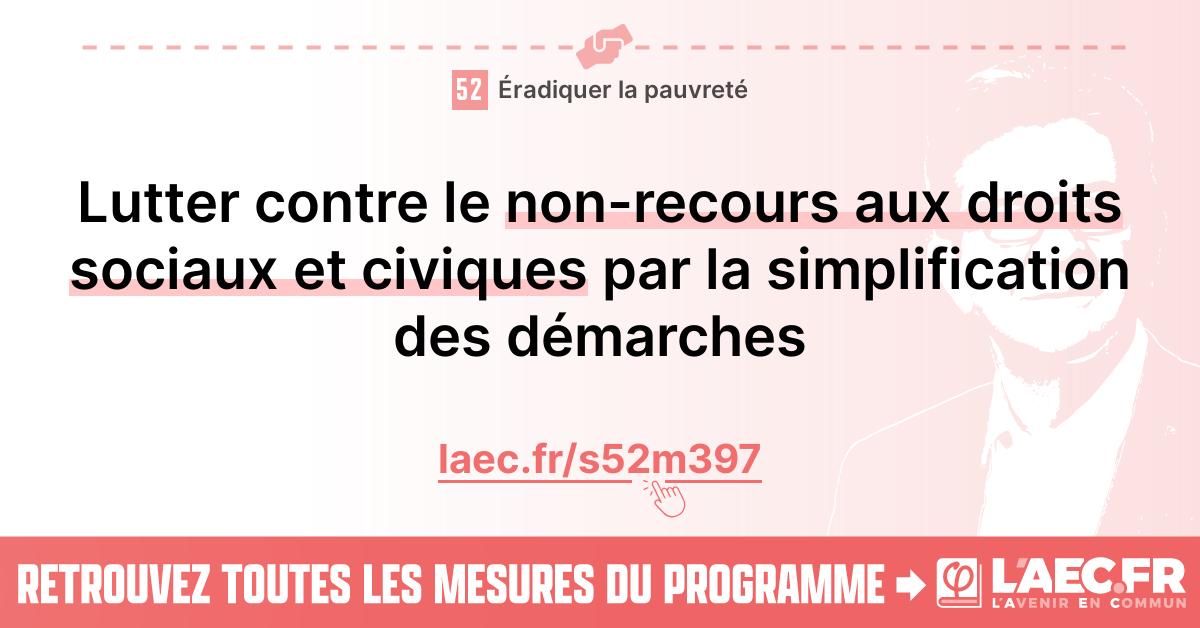 52 Éradiquer la pauvreté
Lutter contre le non-recours aux droits
sociaux et civiques par la simplification
des démarches
laec.fr/s52m397
RETROUVEZ TOUTES LES MESURES DU PROGRAMME
L'AEC.FR
L'AVENIR EN COMMUN